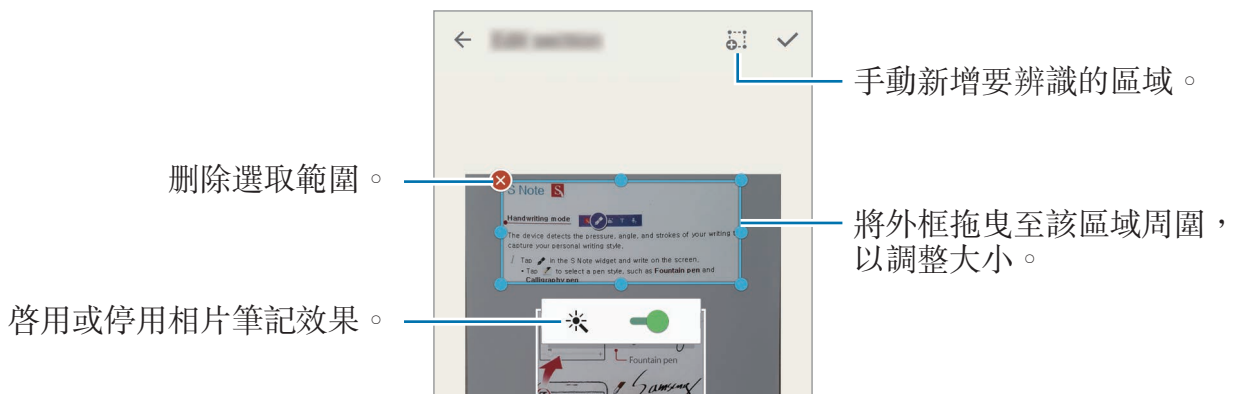 手動新增要辨識的區域。
刪除選取範圍。
將外框拖曳至該區域周圍，
以調整大小。
啓用或停用相片筆記效果。
S Note
Handwriting mode
The device detects the pressure, angle, and strokes of your writing
capture your personal writing style.
Tap in the S Note widget and write on the screen.
• Tap to select a pen style, such as Fountain pen and
Calligraphy pen
Fountain pen
Samsung